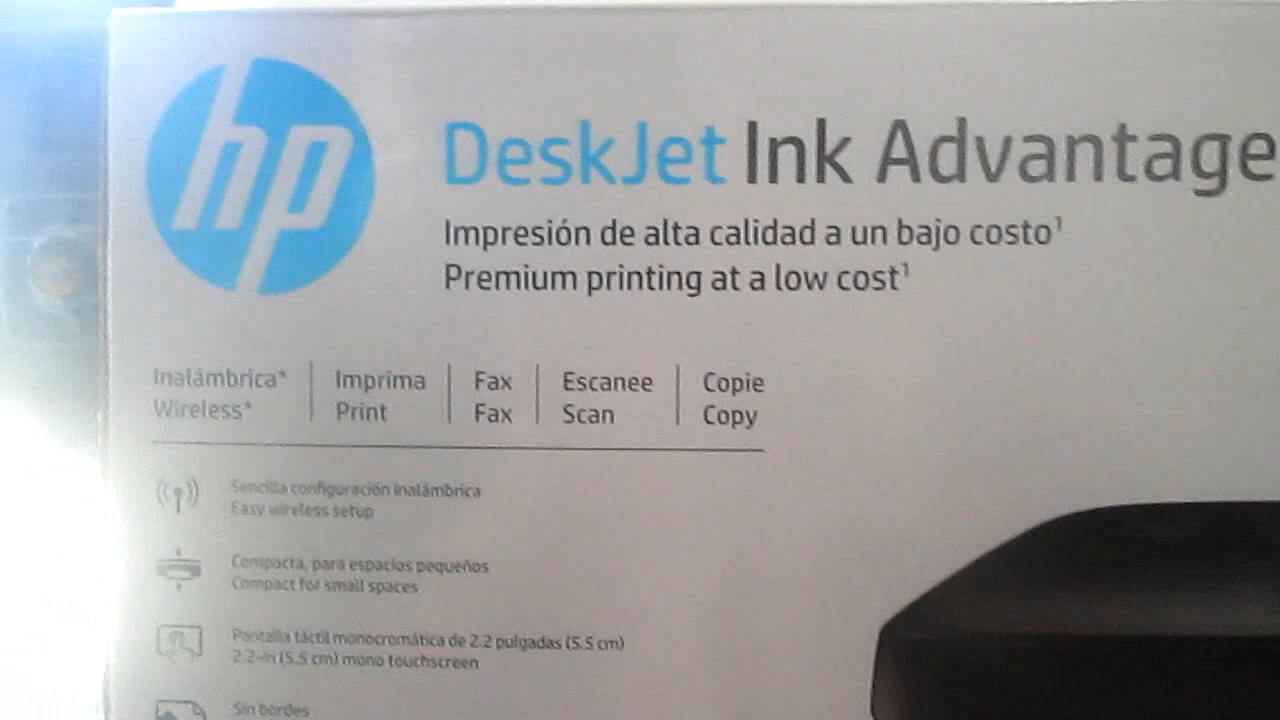 hp
DeskJet Ink Advantage
Impresión de alta calidad a un bajo costo¹
Premium printing at a low cost¹
Inalámbrica* | Imprima | Fax | Escanee | Copie
Wireless* | Print | Fax | Scan | Copy
Sencilla configuración inalámbrica
Easy wireless setup
Compacta, para espacios pequeños
Compact for small spaces
Pantalla táctil monocromática de 2.2 pulgadas (5.5 cm)
2.2-in (5.5 cm) mono touchscreen
Sin bordes